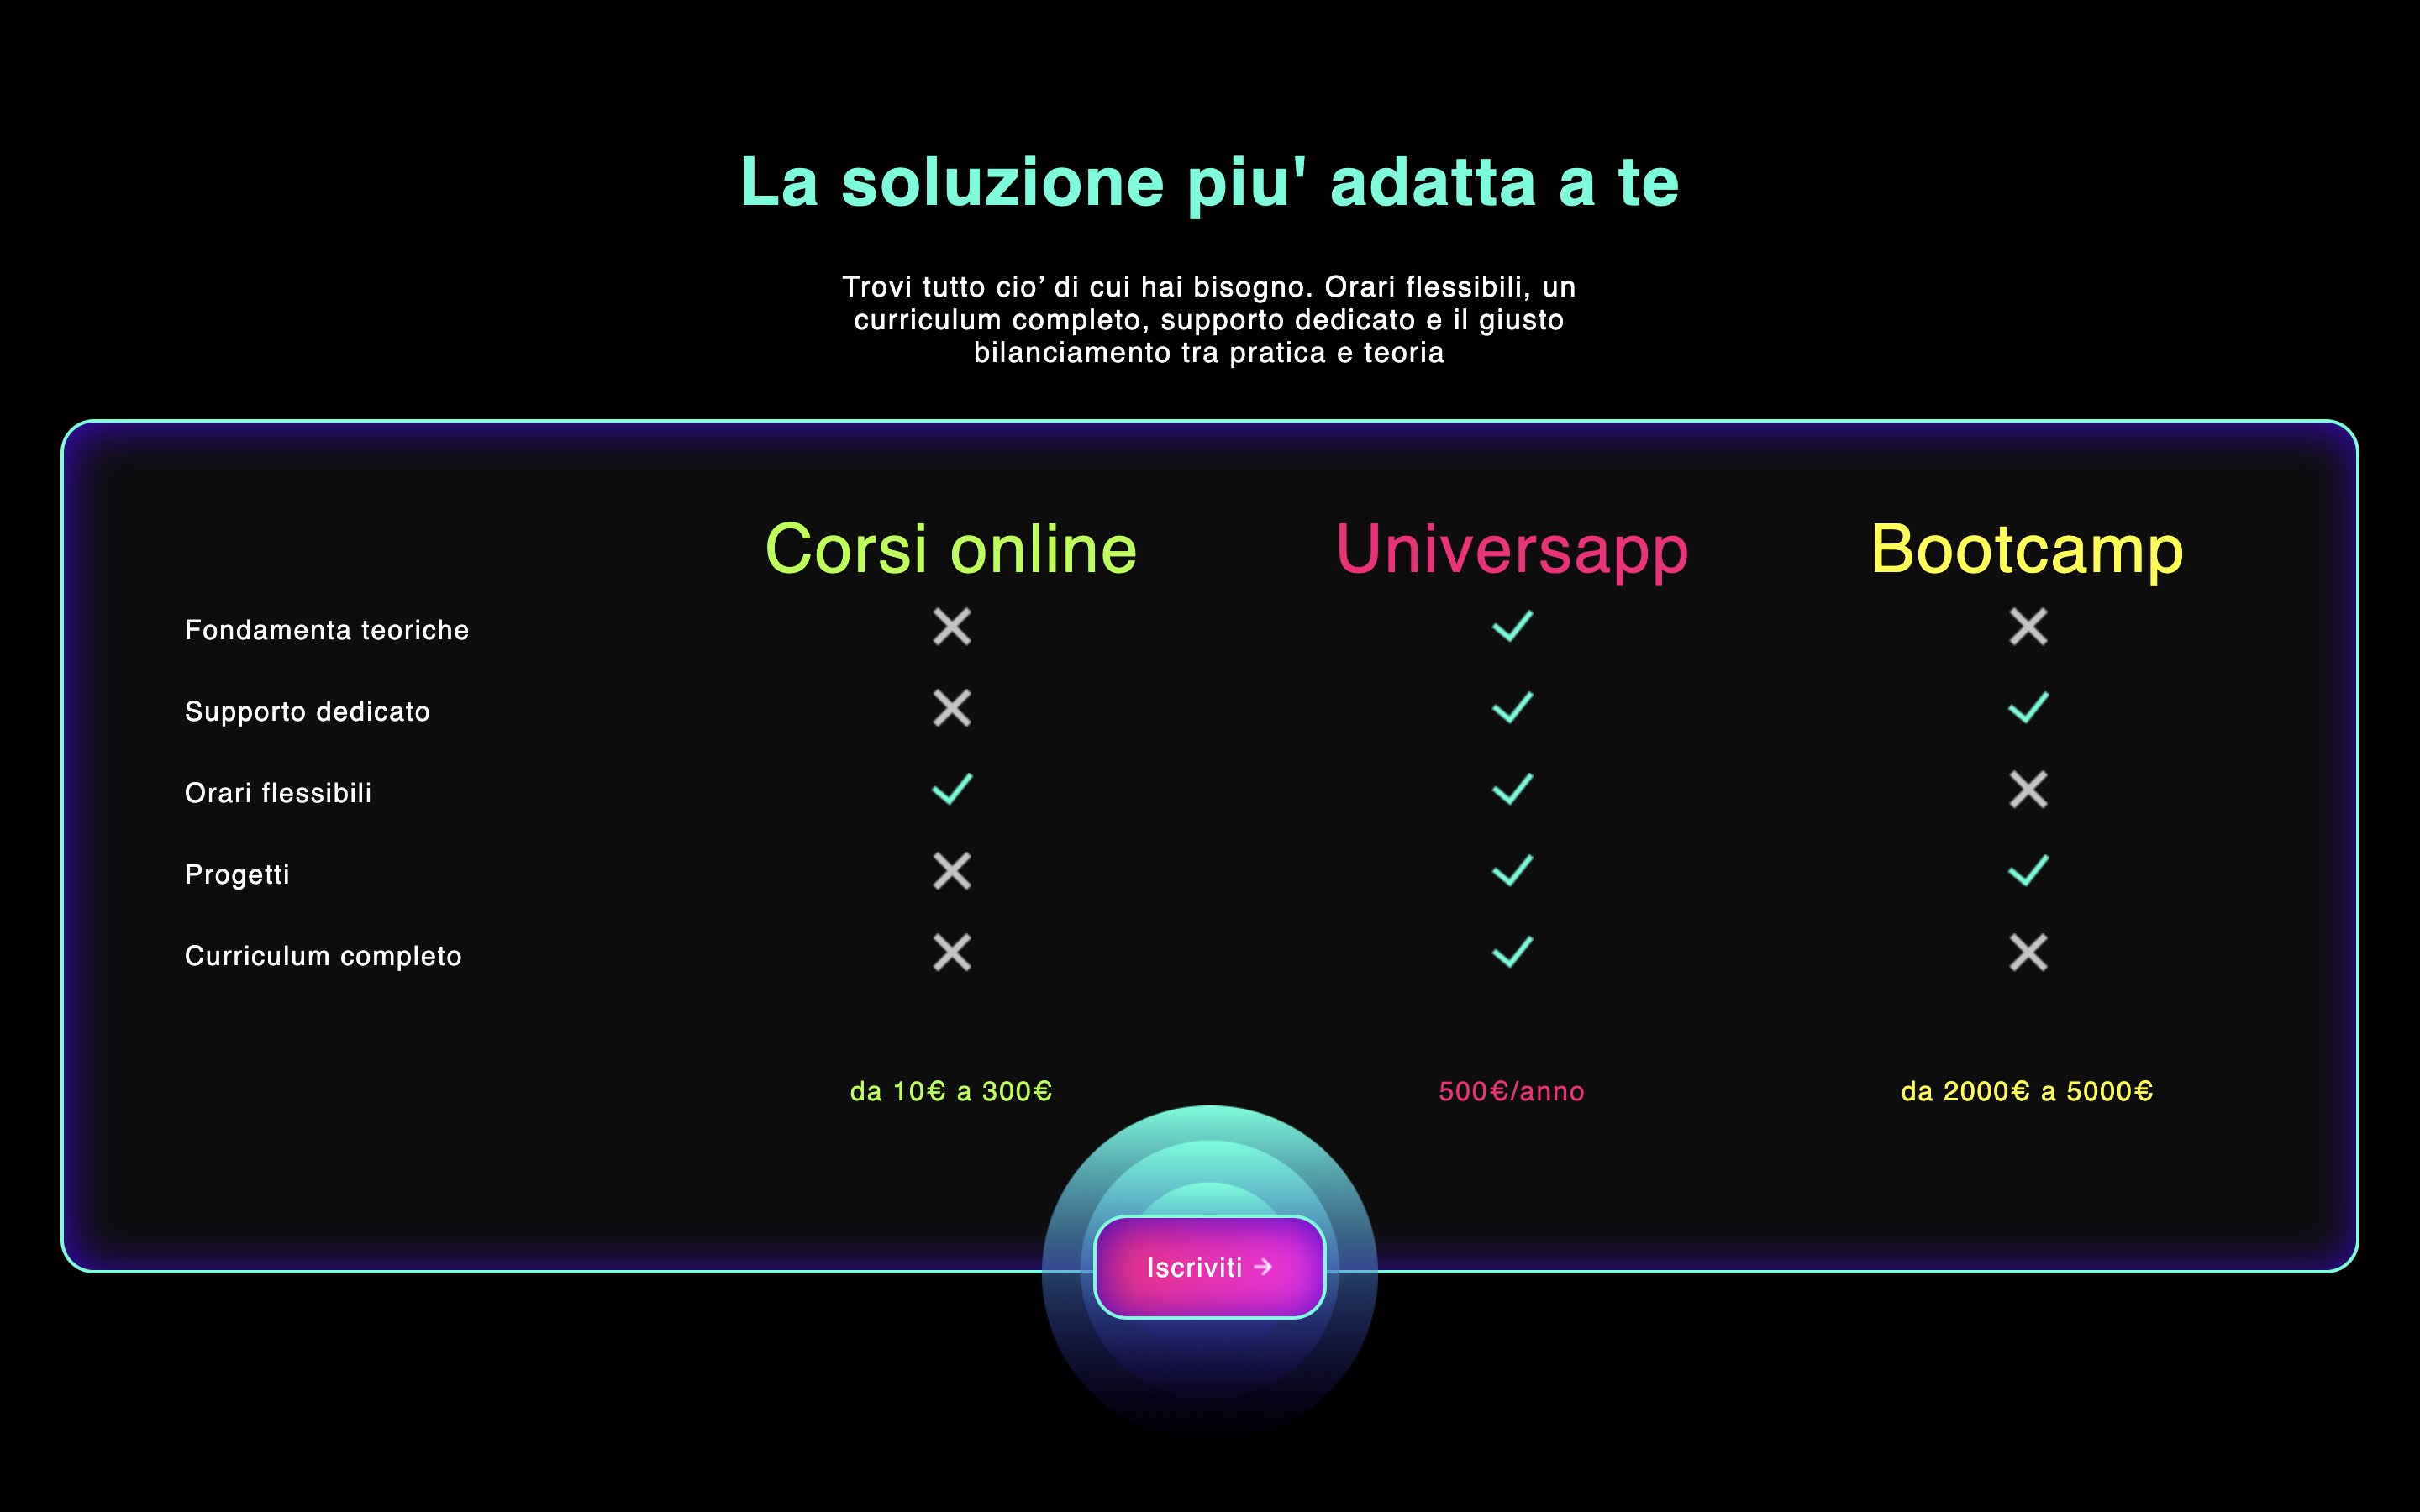 La soluzione piu' adatta a te
Trovi tutto cio’ di cui hai bisogno. Orari flessibili, un
curriculum completo, supporto dedicato e il giusto
bilanciamento tra pratica e teoria
Corsi online Universapp Bootcamp
Fondamenta teoriche
Supporto dedicato
Orari flessibili
Progetti
Curriculum completo
da 10€ a 300€ 500€/anno da 2000€ a 5000€
Iscriviti →